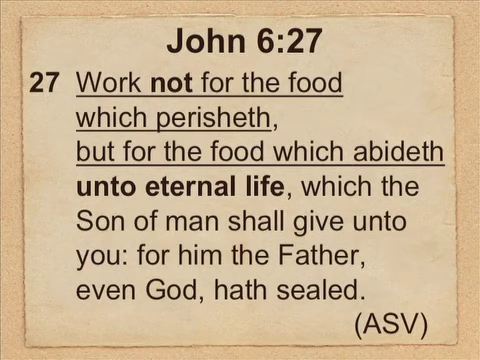 John 6:27
27 Work not for the food
which perisheth,
but for the food which abideth
unto eternal life, which the
Son of man shall give unto
you: for him the Father,
even God, hath sealed.
(ASV)